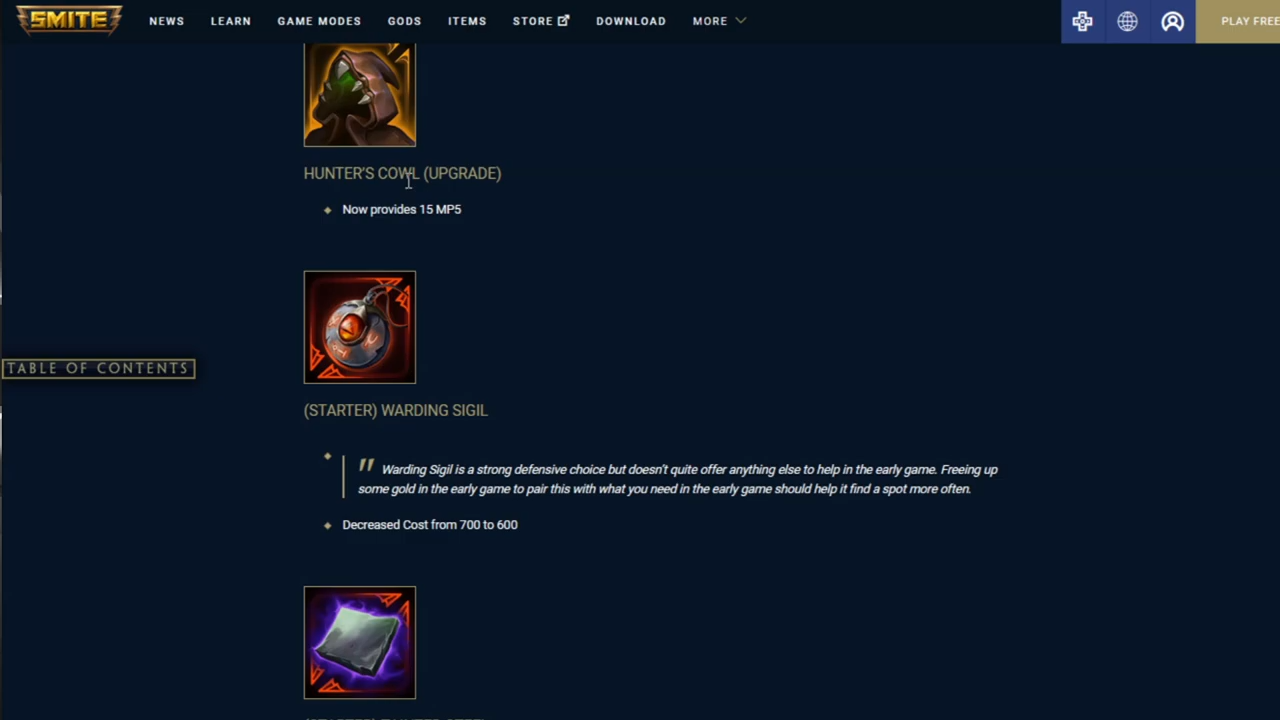 SMITE NEWS LEARN GAME MODES GODS ITEMS STORE DOWNLOAD MORE PLAY FREE
HUNTER'S COWL (UPGRADE)
Now provides 15 MP5
TABLE OF CONTENTS
(STARTER) WARDING SIGIL
" Warding Sigil is a strong defensive choice but doesn't quite offer anything else to help in the early game. Freeing up
some gold in the early game to pair this with what you need in the early game should help it find a spot more often.
Decreased Cost from 700 to 600